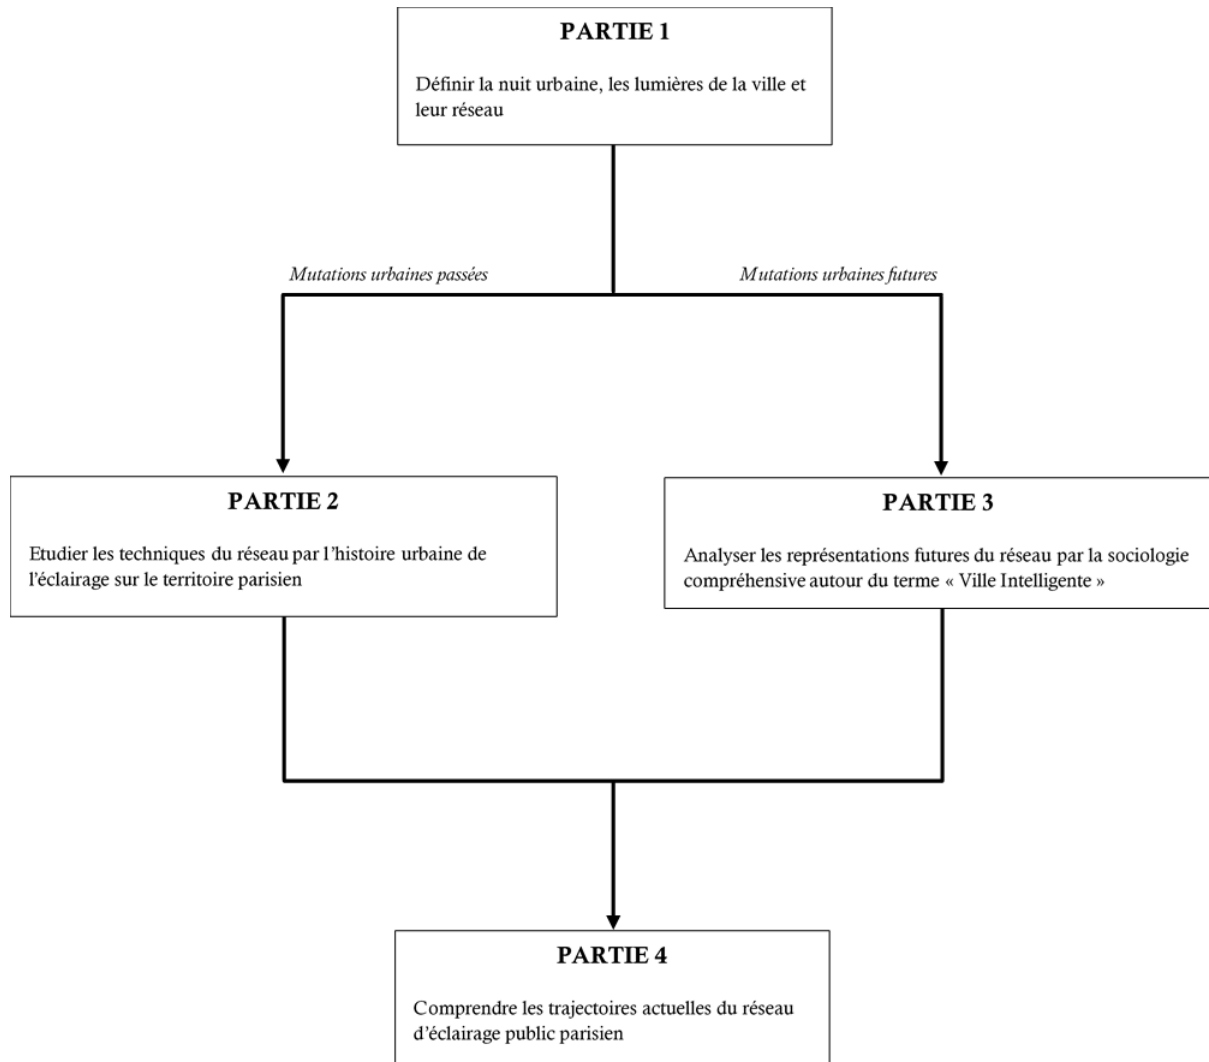 PARTIE 1
Définir la nuit urbaine, les lumières de la ville et
leur réseau
Mutations urbaines passées
Mutations urbaines futures
PARTIE 2
Etudier les techniques du réseau par l'histoire urbaine de
l'éclairage sur le territoire parisien
PARTIE 3
Analyser les représentations futures du réseau par la sociologie
compréhensive autour du terme « Ville Intelligente »
PARTIE 4
Comprendre les trajectoires actuelles du réseau
d'éclairage public parisien